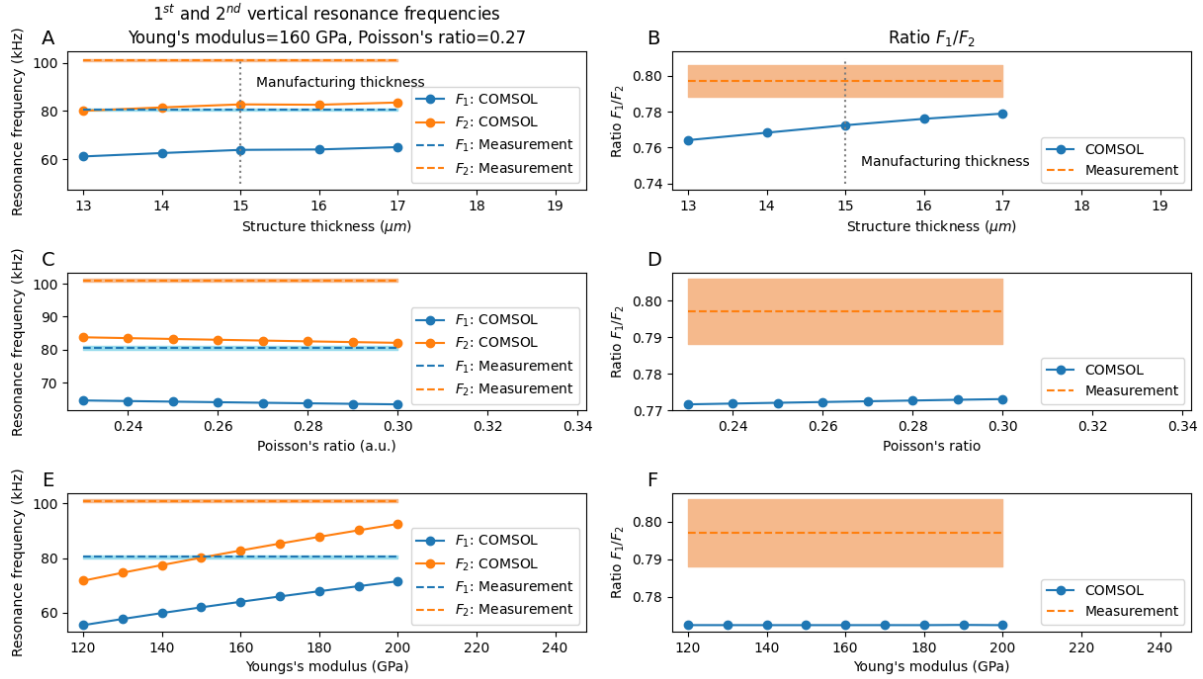 1st and 2nd vertical resonance frequencies
Young's modulus=160 GPa, Poisson's ratio=0.27
A
Resonance frequency (kHz)
100
80
60
Manufacturing thickness
F1: COMSOL
F2: COMSOL
F1: Measurement
F2: Measurement
13 14 15 16 17 18 19
Structure thickness (μm)
B
Ratio F1/F2
Ratio F1/F2
0.80
0.78
0.76
0.74
Manufacturing thickness
COMSOL
Measurement
13 14 15 16 17 18 19
Structure thickness (μm)
C
Resonance frequency (kHz)
100
90
80
70
F1: COMSOL
F2: COMSOL
F1: Measurement
F2: Measurement
0.24 0.26 0.28 0.30 0.32 0.34
Poisson's ratio (a.u.)
D
Ratio F1/F2
0.80
0.79
0.78
0.77
COMSOL
Measurement
0.24 0.26 0.28 0.30 0.32 0.34
Poisson's ratio
E
Resonance frequency (kHz)
100
80
60
F1: COMSOL
F2: COMSOL
F1: Measurement
F2: Measurement
120 140 160 180 200 220 240
Youngs's modulus (GPa)
F
Ratio F1/F2
0.80
0.79
0.78
COMSOL
Measurement
120 140 160 180 200 220 240
Young's modulus (GPa)